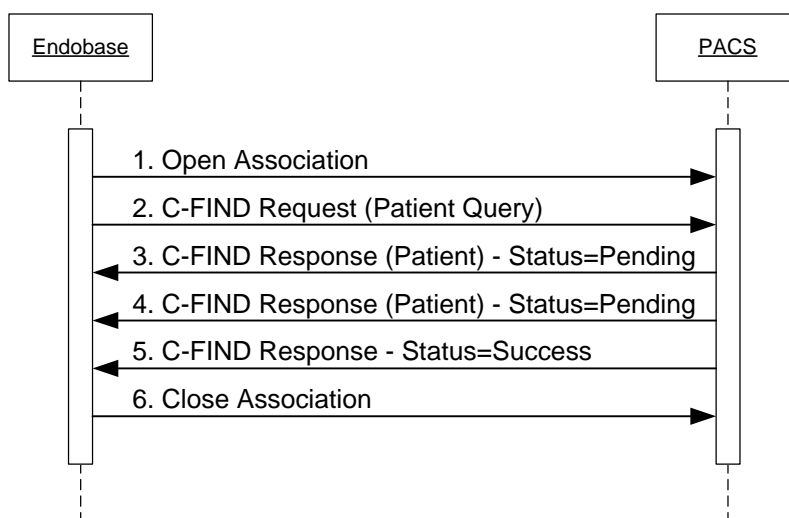 Endobase
PACS
1. Open Association
2. C-FIND Request (Patient Query)
3. C-FIND Response (Patient) - Status=Pending
4. C-FIND Response (Patient) - Status=Pending
5. C-FIND Response - Status=Success
6. Close Association